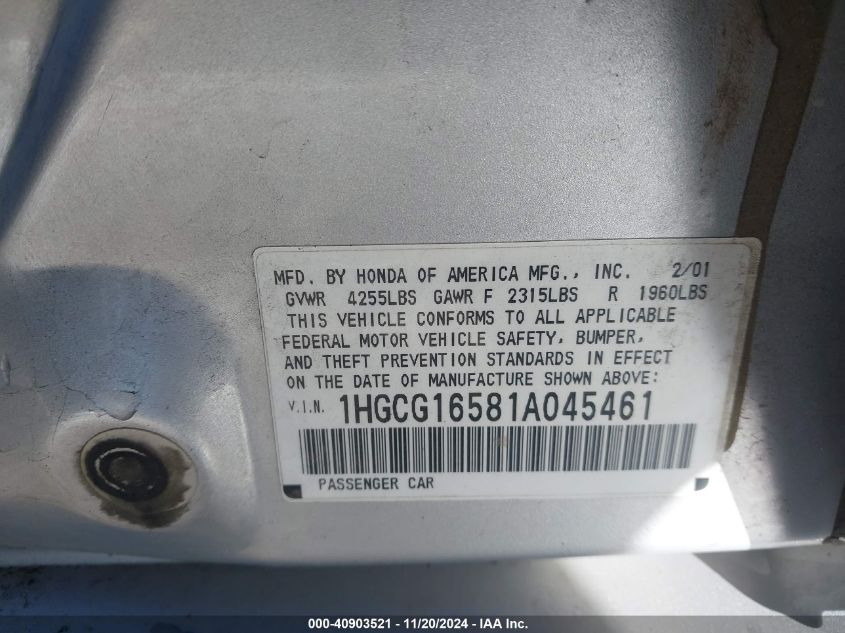 MFD. BY HONDA OF AMERICA MFG., INC. 2/01
GVWR 4255LBS GAWR F 2315LBS R 1960LBS
THIS VEHICLE CONFORMS TO ALL APPLICABLE
FEDERAL MOTOR VEHICLE SAFETY, BUMPER,
AND THEFT PREVENTION STANDARDS IN EFFECT
ON THE DATE OF MANUFACTURE SHOWN ABOVE:
V.I.N. 1HGCG16581A045461
PASSENGER CAR
000-40903521 - 11/20/2024 - IAA Inc.